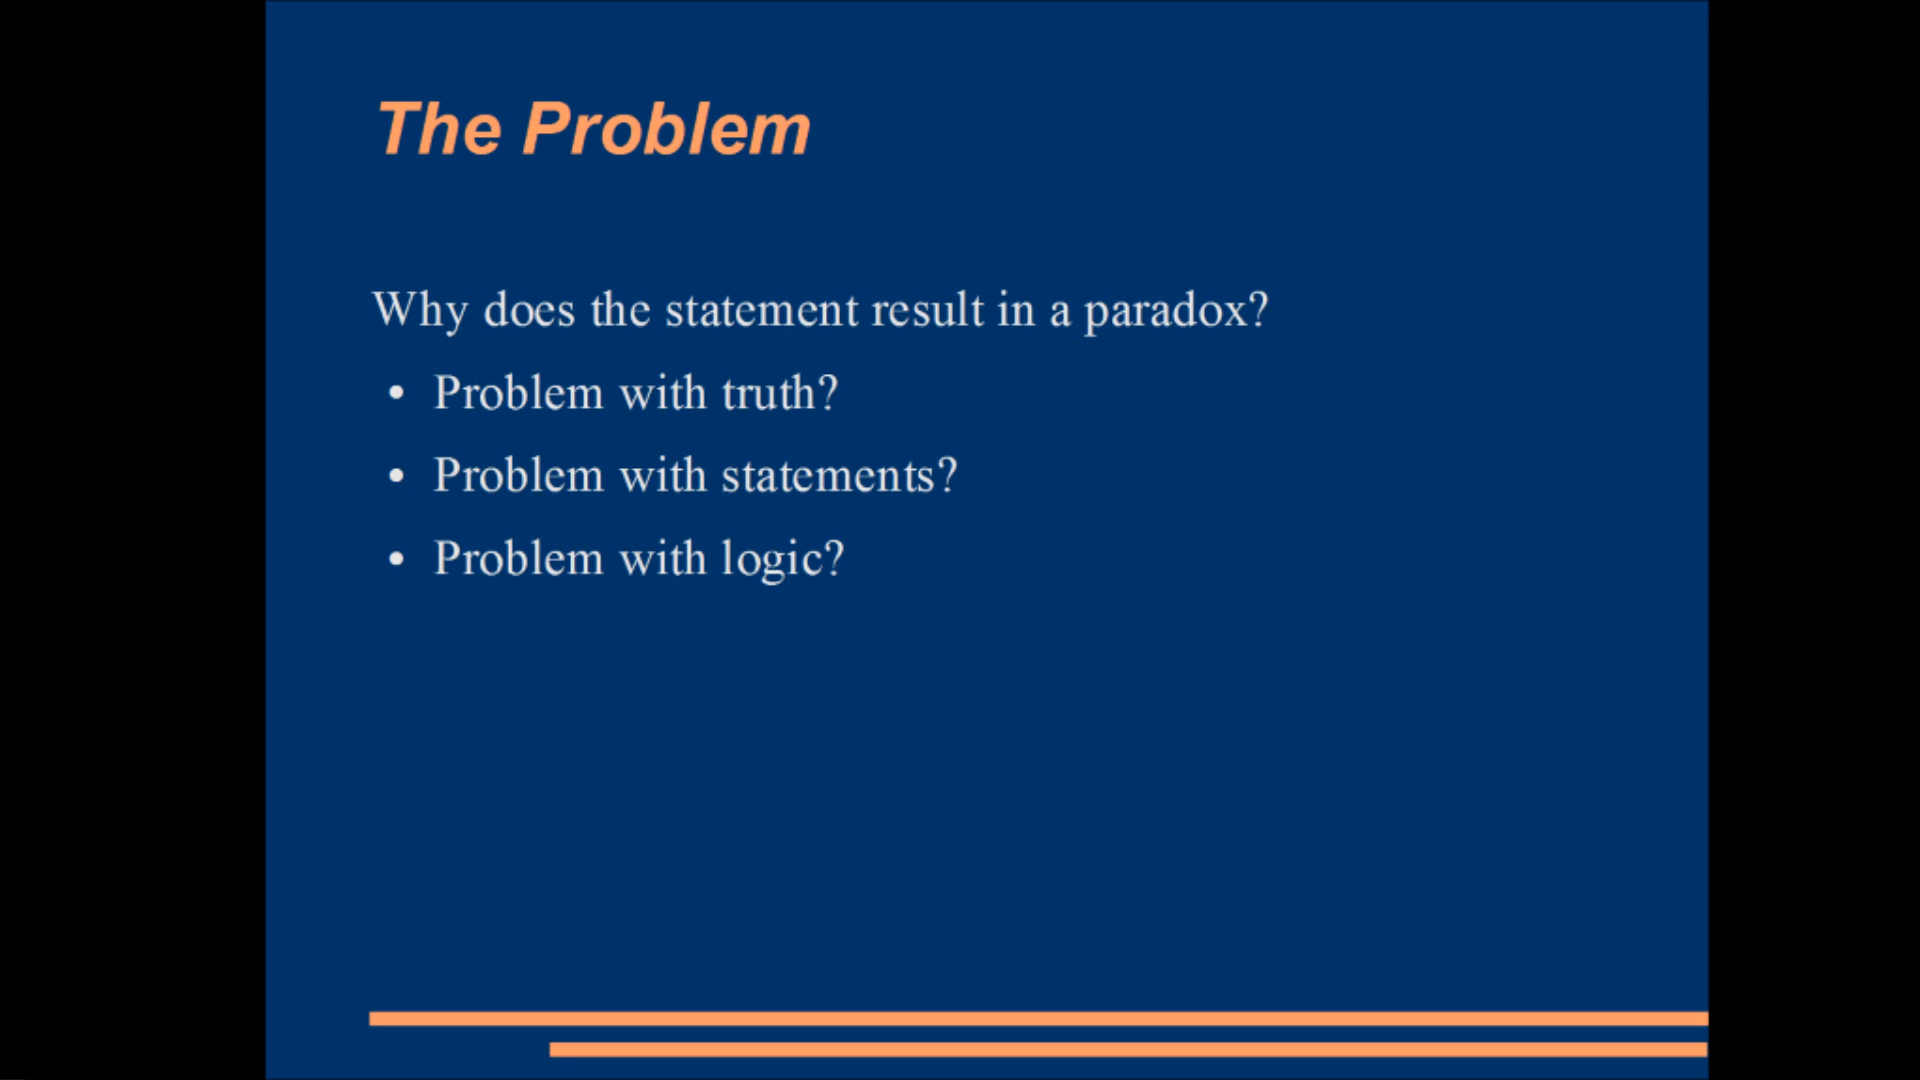 The Problem
Why does the statement result in a paradox?
• Problem with truth?
• Problem with statements?
• Problem with logic?